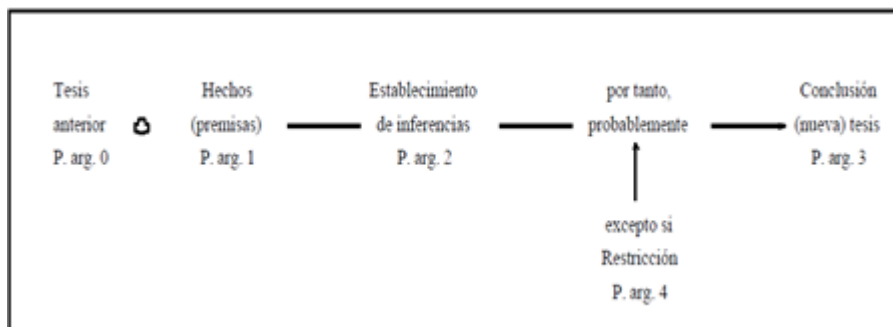 Tesis
anterior
P. arg. 0
Hechos
(premisas)
P. arg. 1
Establecimiento
de inferencias
P. arg. 2
por tanto,
probablemente
Conclusión
(nueva) tesis
P. arg. 3
excepto si
Restricción
P. arg. 4